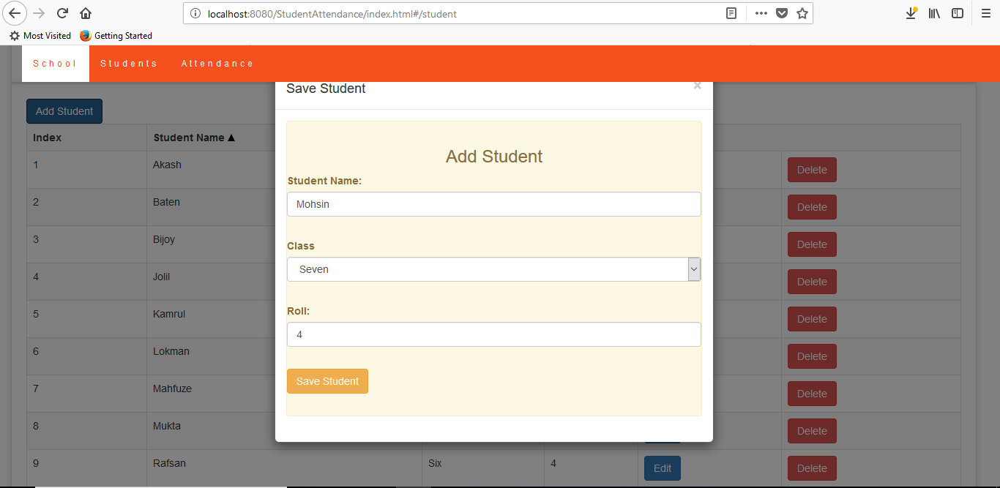 localhost:8080/StudentAttendance/index.html#/student
Most Visited Getting Started
School Students Attendance
Save Student ×
Add Student
Index Student Name ▲
Add Student
Student Name:
Mohsin
Class
Seven
Roll:
4
Save Student
1 Akash Delete
2 Baten Delete
3 Bijoy Delete
4 Jolil Delete
5 Kamrul Delete
6 Lokman Delete
7 Mahfuze Delete
8 Mukta Delete
9 Rafsan Six 4 Edit Delete